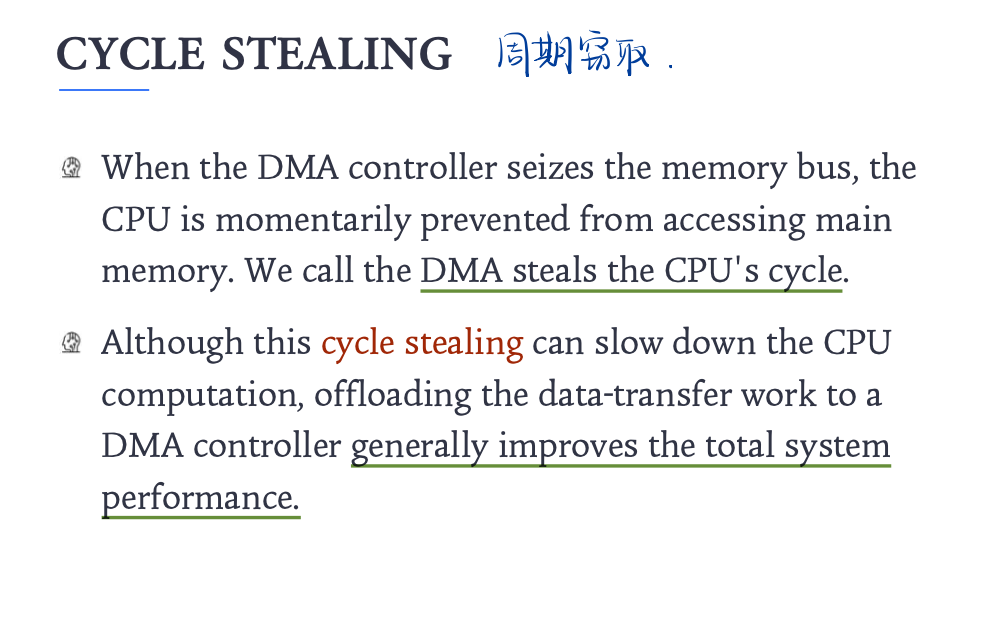 CYCLE STEALING 周期窃取.
When the DMA controller seizes the memory bus, the
CPU is momentarily prevented from accessing main
memory. We call the DMA steals the CPU's cycle.
Although this cycle stealing can slow down the CPU
computation, offloading the data-transfer work to a
DMA controller generally improves the total system
performance.